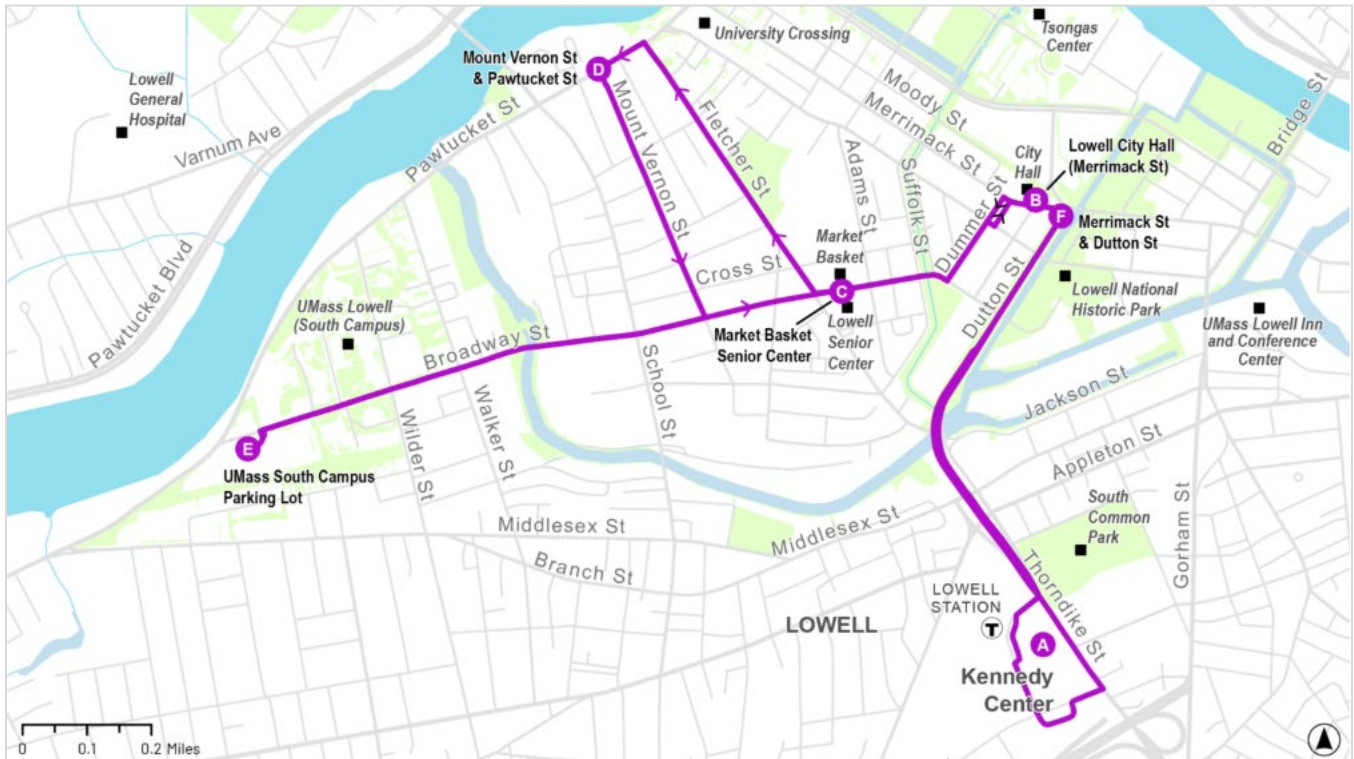 University Crossing
Tsongas
Center
Mount Vernon St
& Pawtucket St
D
Lowell
General
Hospital
Varnum Ave
Pawtucket St
Mount Vernon St
Fletcher St
Moody St
Merrimack St
Bridge St
Adams St
Suffolk St
City
Hall
Lowell City Hall
(Merrimack St)
B
F
Merrimack St
& Dutton St
Dummer St
Market
Basket
Cross St
C
Dutton St
Lowell National
Historic Park
Pawtucket Blvd
UMass Lowell
(South Campus)
Broadway St
Market Basket
Senior Center
Lowell
Senior
Center
UMass Lowell Inn
and Conference
Center
School St
Walker St
Wilder St
Jackson St
Appleton St
E
UMass South Campus
Parking Lot
South
Common
Park
Gorham St
Middlesex St
Middlesex St
Branch St
Thorndike St
LOWELL
STATION
T
LOWELL
A
Kennedy
Center
0 0.1 0.2 Miles